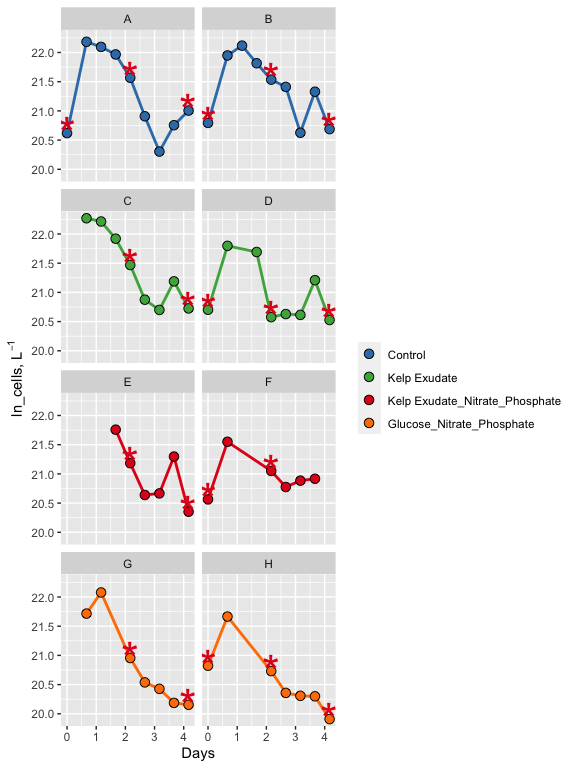 A B
22.0
21.5
21.0
20.5
20.0
C D
22.0
21.5
21.0
20.5
20.0
E F
22.0
21.5
21.0
20.5
20.0
G H
22.0
21.5
21.0
20.5
20.0
0 1 2 3 4 0 1 2 3 4
Days
ln_cells, L⁻¹
Control
Kelp Exudate
Kelp Exudate_Nitrate_Phosphate
Glucose_Nitrate_Phosphate